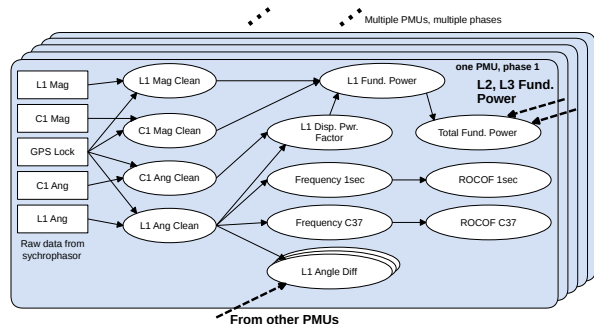 Multiple PMUs, multiple phases
one PMU, phase 1
L1 Mag
L1 Mag Clean
L1 Fund. Power
L2, L3 Fund.
Power
C1 Mag
C1 Mag Clean
L1 Disp. Pwr.
Factor
Total Fund. Power
GPS Lock
C1 Ang
C1 Ang Clean
Frequency 1sec
ROCOF 1sec
L1 Ang
L1 Ang Clean
Frequency C37
ROCOF C37
Raw data from
sychrophasor
L1 Angle Diff
From other PMUs